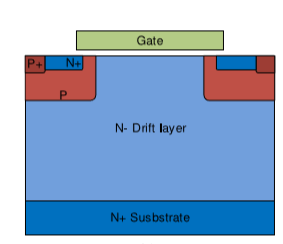 Gate
P+ N+
P
N- Drift layer
N+ Susbstrate